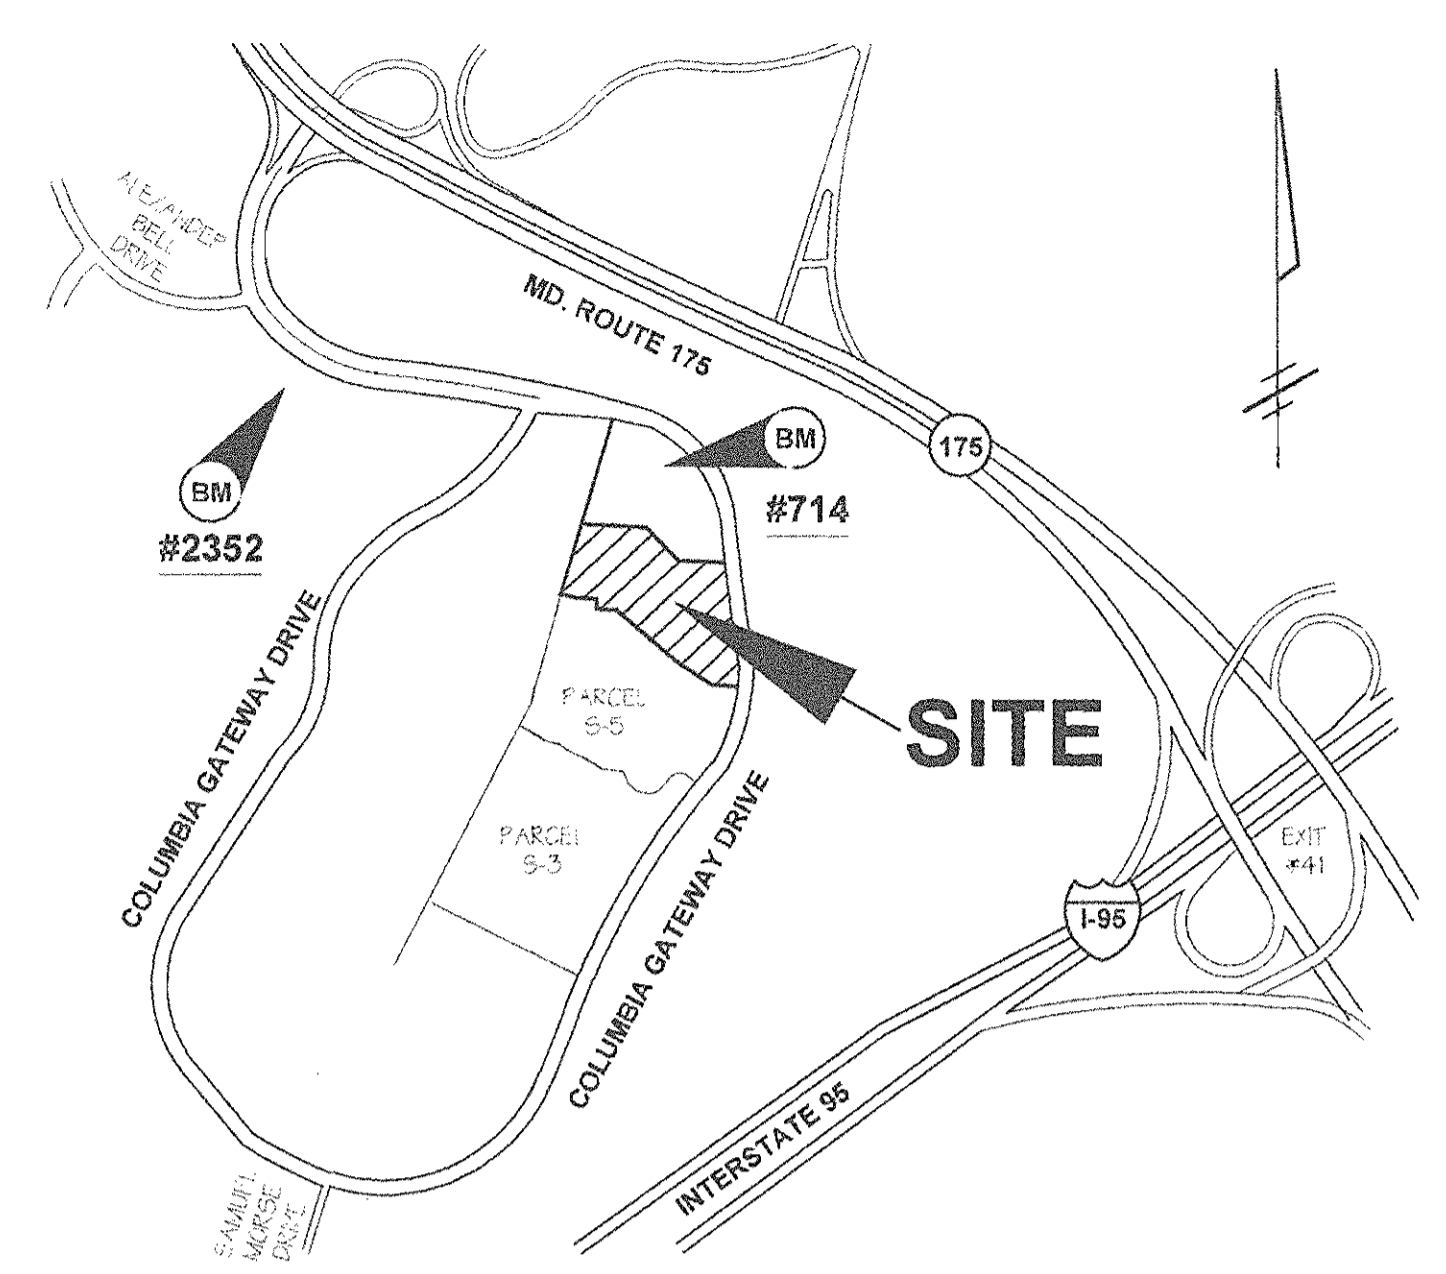 ALEXANDER
BELL
DRIVE
MD. ROUTE 175
BM
#2352
BM
#714
175
COLUMBIA GATEWAY DRIVE
SITE
PARCEL
S-5
PARCEL
S-3
COLUMBIA GATEWAY DRIVE
EXIT
#41
I-95
INTERSTATE 95
SAMUEL
MORSE
DRIVE